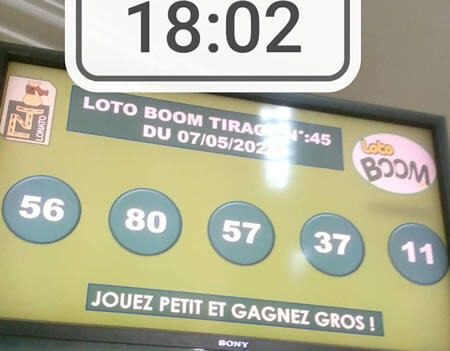 18:02
LOTO BOOM TIRAGE N°:45
DU 07/05/202
LONATO
Loto
BOOM
56 80 57 37 11
JOUEZ PETIT ET GAGNEZ GROS !
SONY